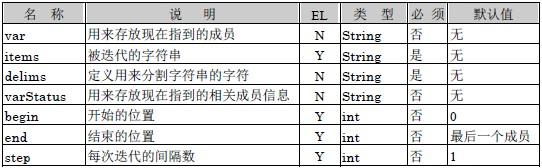 名 称 说 明 EL 类 型 必 须 默认值
var 用来存放现在指到的成员 N String 否 无
items 被迭代的字符串 Y String 是 无
delims 定义用来分割字符串的字符 N String 是 无
varStatus 用来存放现在指到的相关成员信息 N String 否 无
begin 开始的位置 Y int 否 0
end 结束的位置 Y int 否 最后一个成员
step 每次迭代的间隔数 Y int 否 1